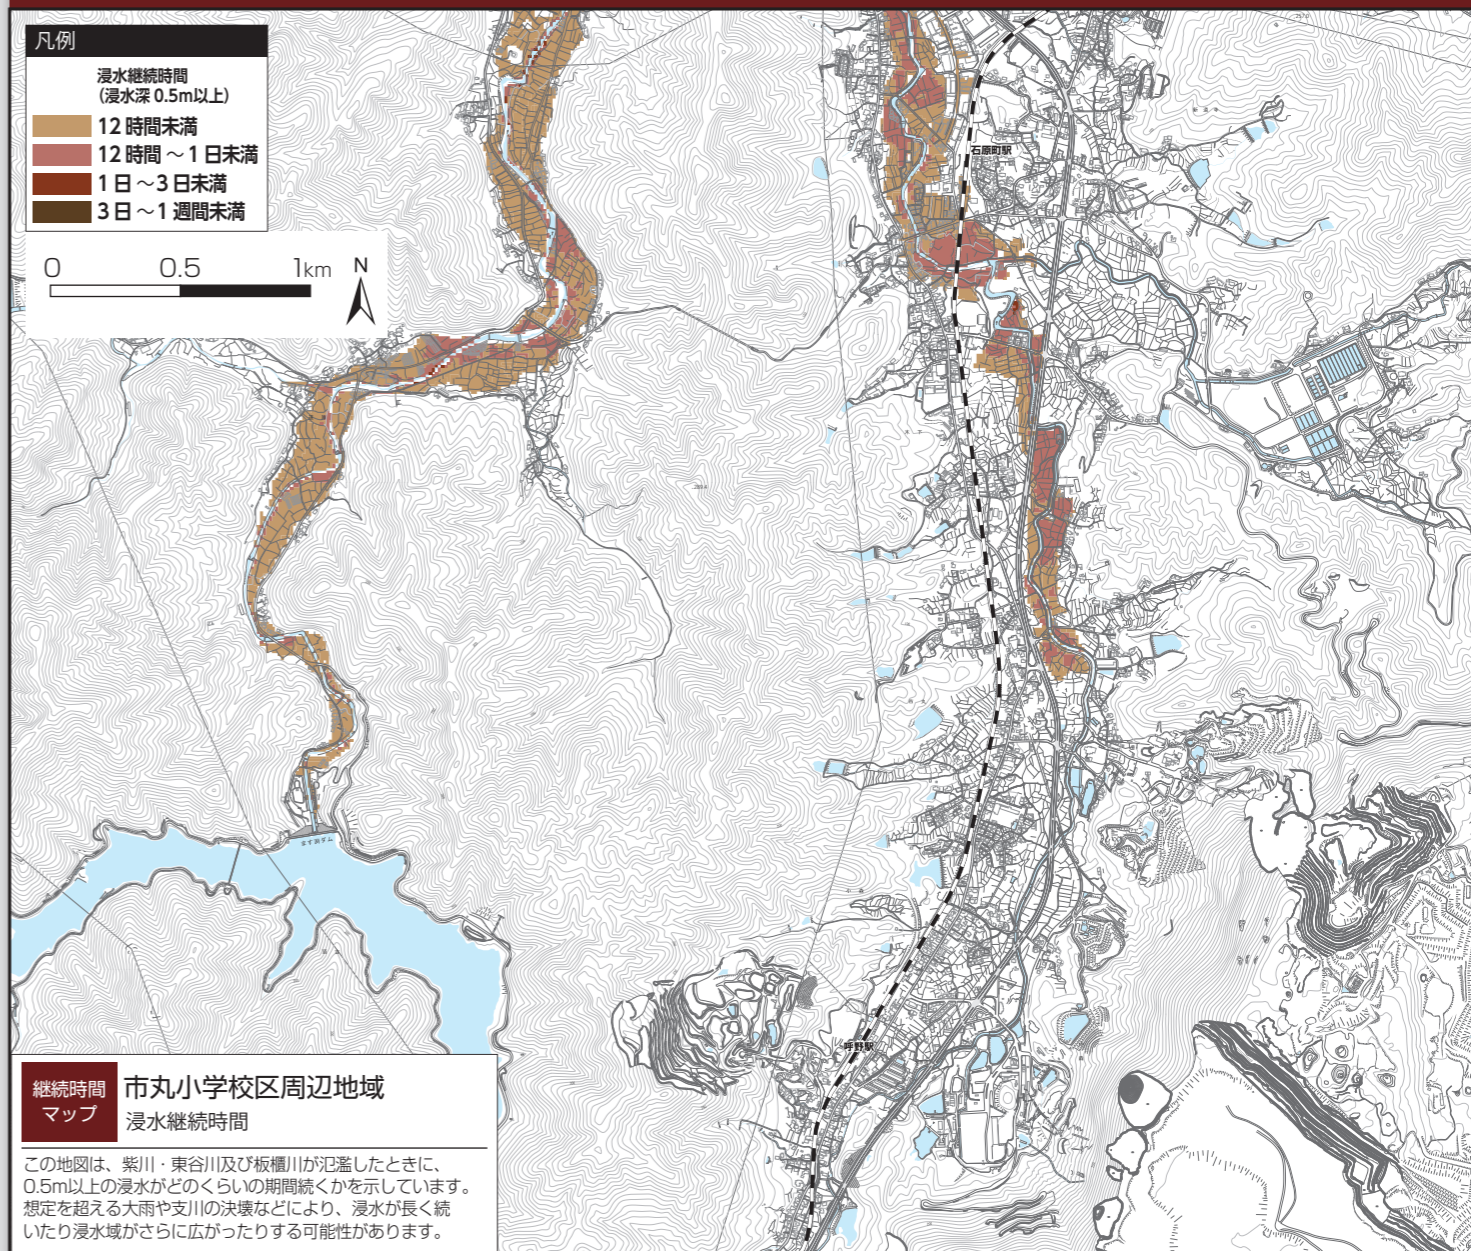 凡例
浸水継続時間
(浸水深 0.5m以上)
12 時間未満
12 時間 ～ 1 日未満
1 日 ～ 3 日未満
3 日 ～ 1 週間未満
0 0.5 1km N
石原町駅
ます渕ダム
呼野駅
継続時間
マップ
市丸小学校区周辺地域
浸水継続時間
この地図は、紫川・東谷川及び板櫃川が氾濫したときに、
0.5m以上の浸水がどのくらいの期間続くかを示しています。
想定を超える大雨や支川の決壊などにより、浸水が長く続
いたり浸水域がさらに広がったりする可能性があります。